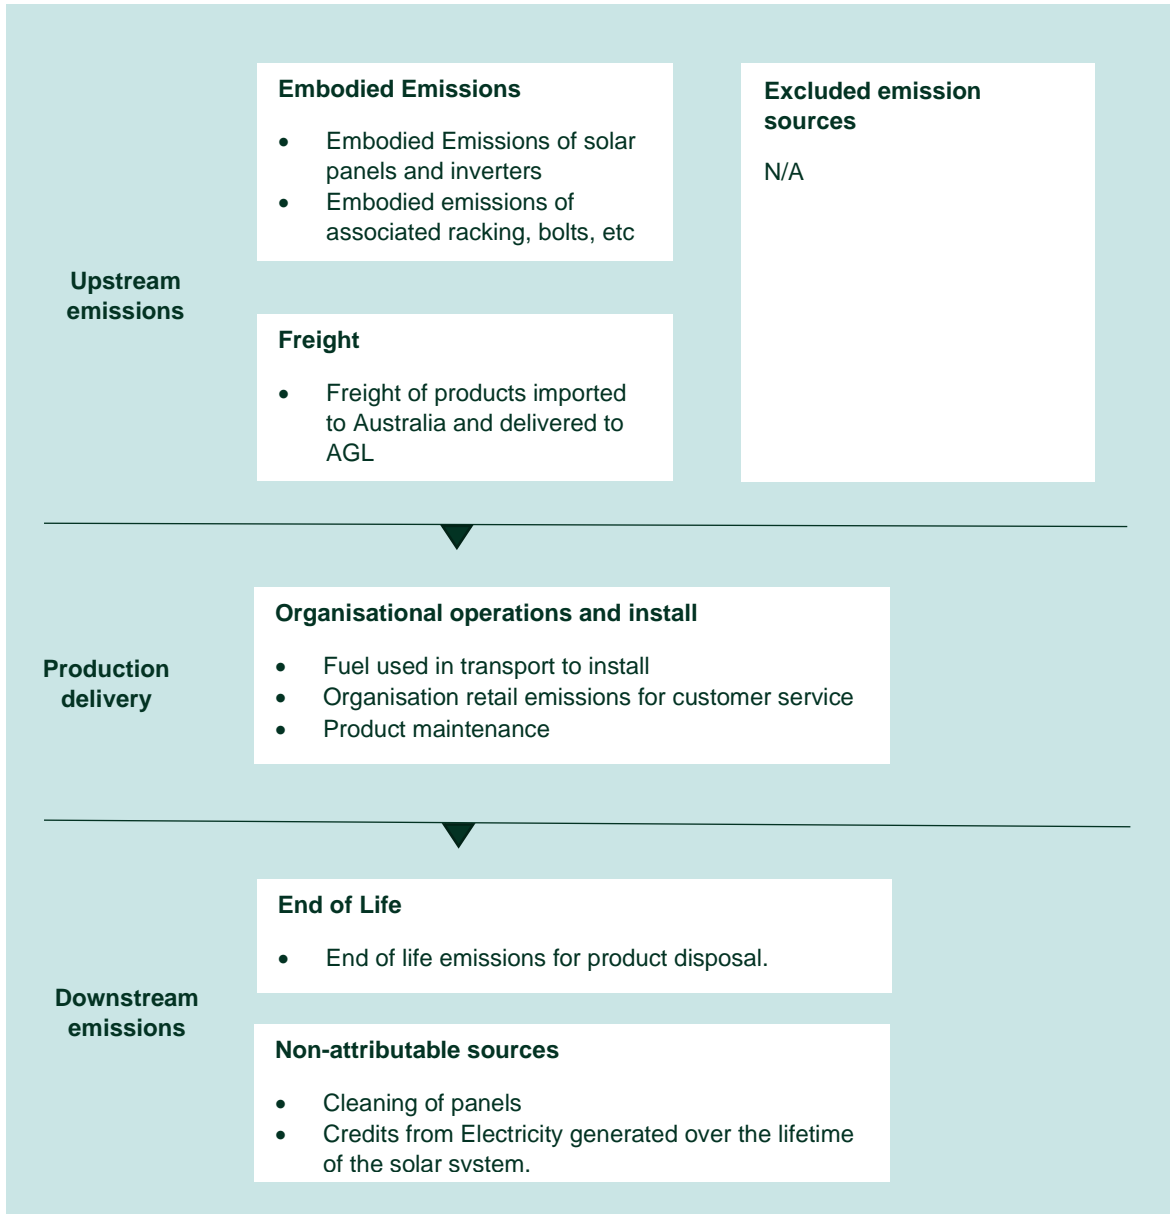 Embodied Emissions
• Embodied Emissions of solar
panels and inverters
• Embodied emissions of
associated racking, bolts, etc
Excluded emission
sources
N/A
Upstream
emissions
Freight
• Freight of products imported
to Australia and delivered to
AGL
Organisational operations and install
• Fuel used in transport to install
• Organisation retail emissions for customer service
• Product maintenance
Production
delivery
End of Life
• End of life emissions for product disposal.
Downstream
emissions
Non-attributable sources
• Cleaning of panels
• Credits from Electricity generated over the lifetime
of the solar system.